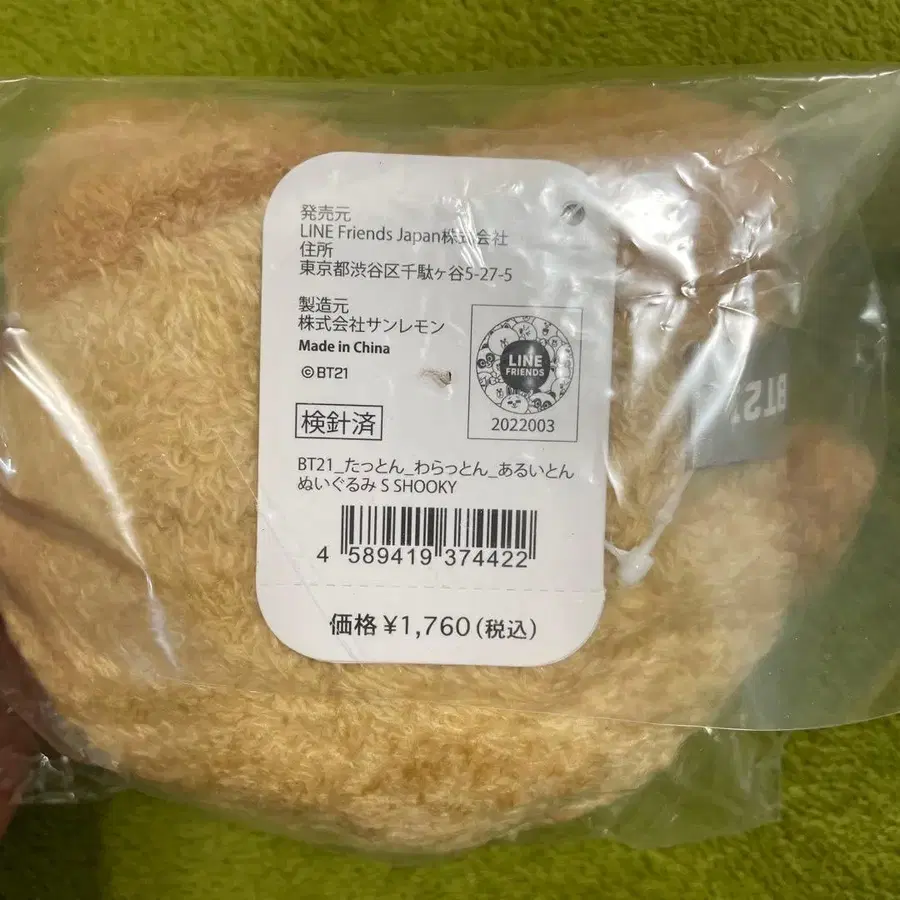 発売元
LINE Friends Japan株式会社
住所
東京都渋谷区千駄ヶ谷5-27-5
製造元
株式会社サンレモン
Made in China
©BT21
検針済
LINE
FRIENDS
2022003
BT21_たっとん_わらっとん_あるいとん
ぬいぐるみ S SHOOKY
4 589419 374422
価格 ¥1,760(税込)
BT21